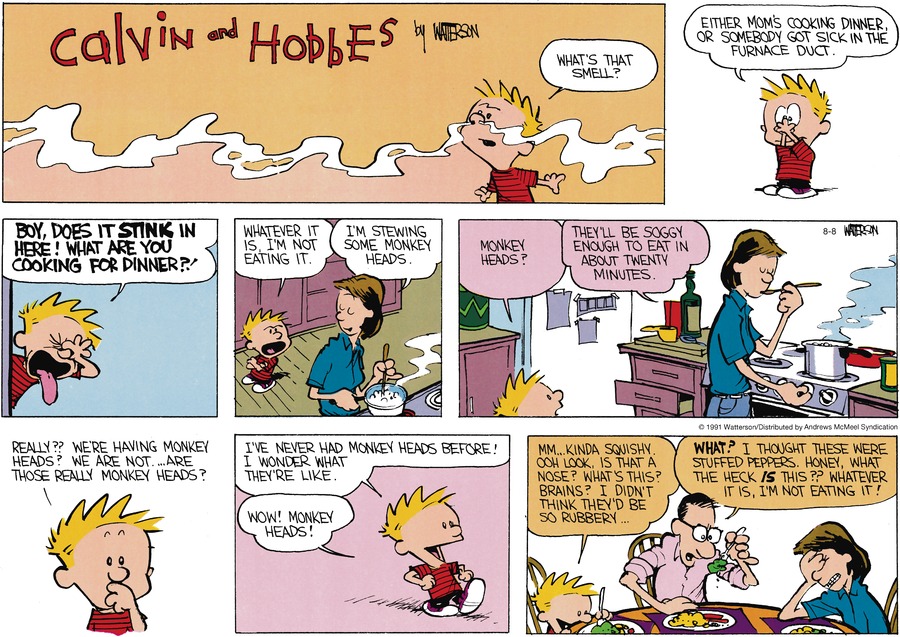 Calvin and Hobbes by WATTERSON
WHAT'S THAT
SMELL?
EITHER MOM'S COOKING DINNER,
OR SOMEBODY GOT SICK IN THE
FURNACE DUCT.
BOY, DOES IT STINK IN
HERE! WHAT ARE YOU
COOKING FOR DINNER?!
WHATEVER IT
IS, I'M NOT
EATING IT.
I'M STEWING
SOME MONKEY
HEADS.
MONKEY
HEADS?
THEY'LL BE SOGGY
ENOUGH TO EAT IN
ABOUT TWENTY
MINUTES.
8-8 WATTERSON
© 1991 Watterson/Distributed by Andrews McMeel Syndication
REALLY?? WE'RE HAVING MONKEY
HEADS? WE ARE NOT. ...ARE
THOSE REALLY MONKEY HEADS?
I'VE NEVER HAD MONKEY HEADS BEFORE!
I WONDER WHAT
THEY'RE LIKE.
WOW! MONKEY
HEADS!
MM...KINDA SQUISHY.
OOH LOOK, IS THAT A
NOSE? WHAT'S THIS?
BRAINS? I DIDN'T
THINK THEY'D BE
SO RUBBERY...
WHAT? I THOUGHT THESE WERE
STUFFED PEPPERS. HONEY, WHAT
THE HECK IS THIS?? WHATEVER
IT IS, I'M NOT EATING IT!